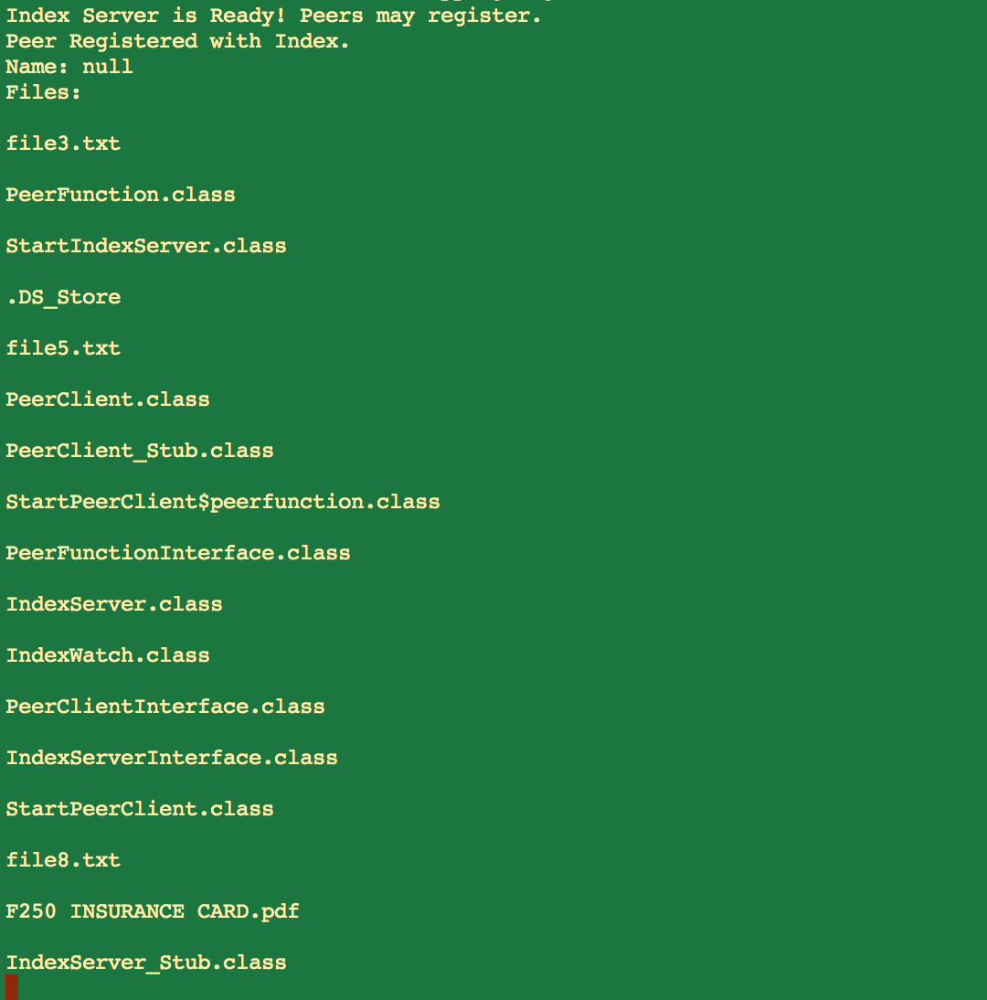 Index Server is Ready! Peers may register.
Peer Registered with Index.
Name: null
Files:
file3.txt
PeerFunction.class
StartIndexServer.class
.DS_Store
file5.txt
PeerClient.class
PeerClient_Stub.class
StartPeerClient$peerfunction.class
PeerFunctionInterface.class
IndexServer.class
IndexWatch.class
PeerClientInterface.class
IndexServerInterface.class
StartPeerClient.class
file8.txt
F250 INSURANCE CARD.pdf
IndexServer_Stub.class